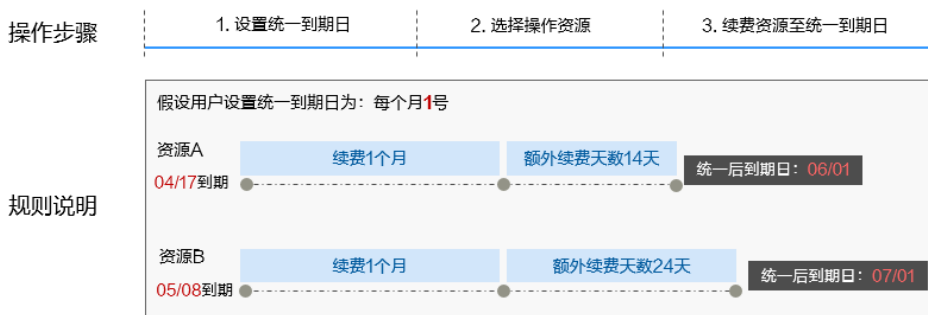 操作步骤
1. 设置统一到期日
2. 选择操作资源
3. 续费资源至统一到期日
规则说明
假设用户设置统一到期日为：每个月1号
资源A
续费1个月
额外续费天数14天
04/17到期
统一后到期日：06/01
资源B
续费1个月
额外续费天数24天
05/08到期
统一后到期日：07/01